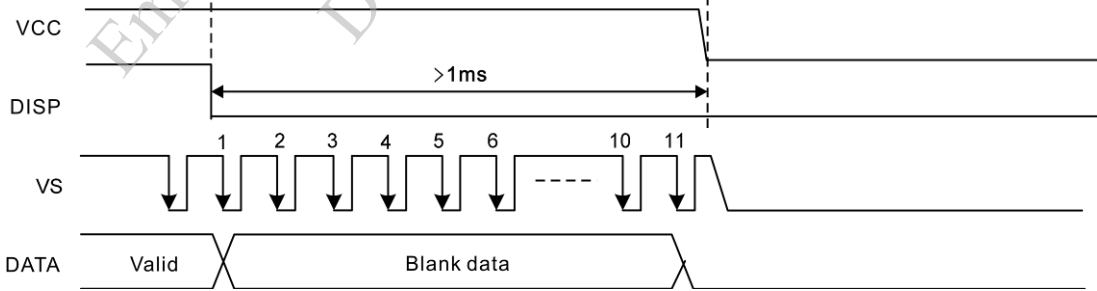 VCC
>1ms
DISP
1 2 3 4 5 6 10 11
VS
DATA Valid Blank data